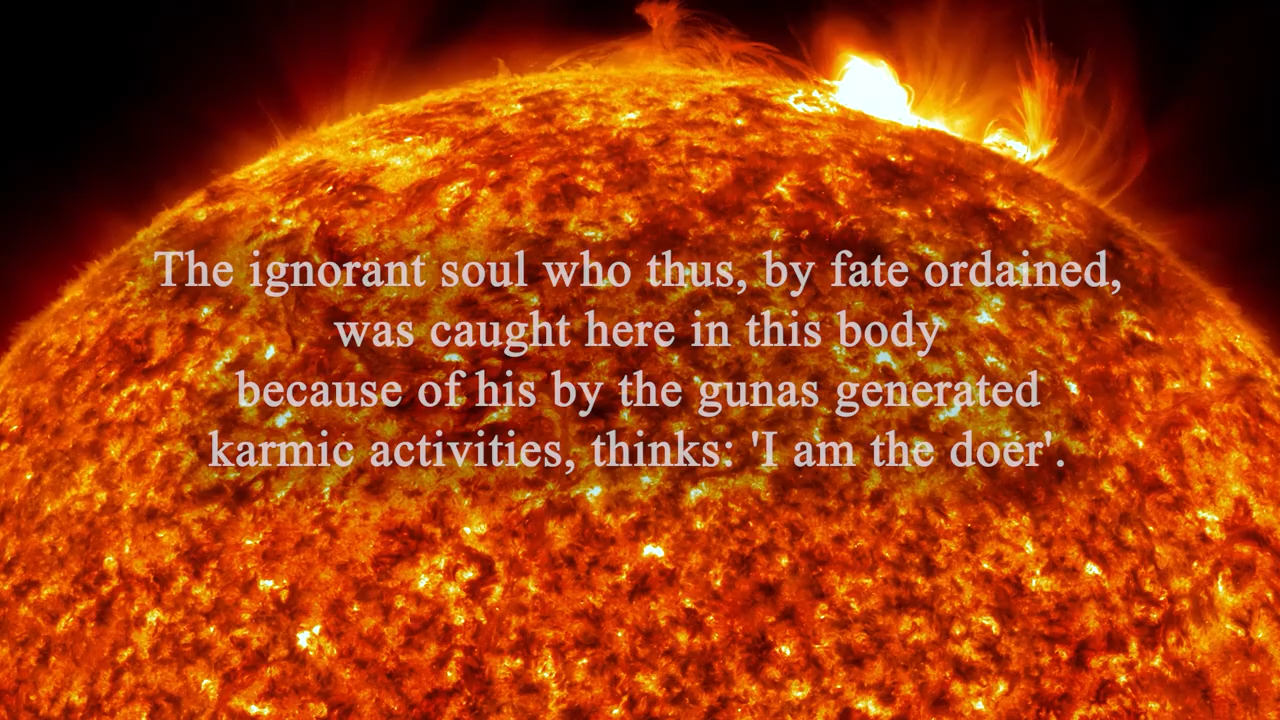 The ignorant soul who thus, by fate ordained,
was caught here in this body
because of his by the gunas generated
karmic activities, thinks: 'I am the doer'.